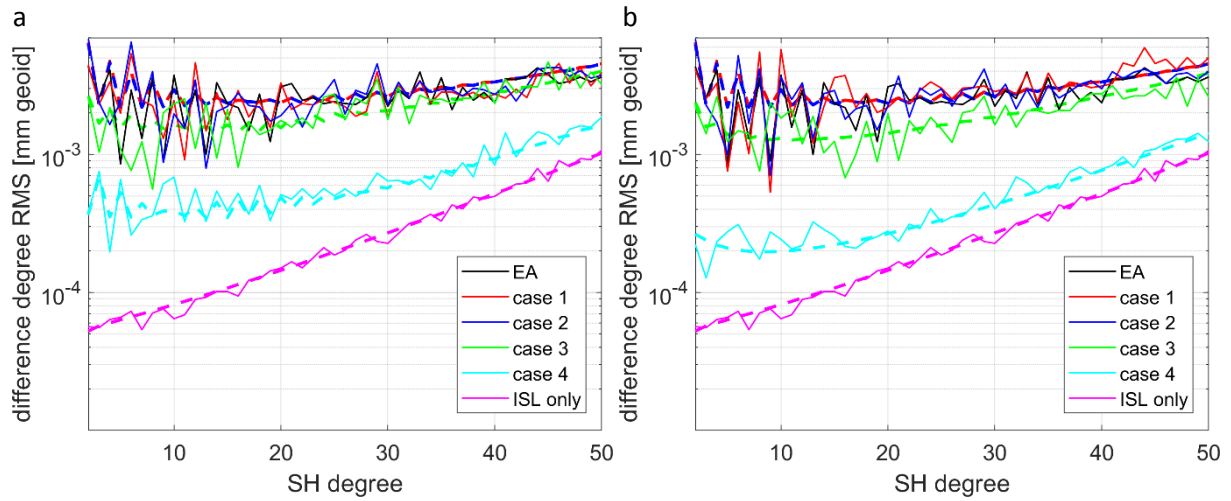 a
difference degree RMS [mm geoid]
10⁻³
10⁻⁴
10
20
30
40
50
SH degree
EA
case 1
case 2
case 3
case 4
ISL only
b
difference degree RMS [mm geoid]
10⁻³
10⁻⁴
10
20
30
40
50
SH degree
EA
case 1
case 2
case 3
case 4
ISL only